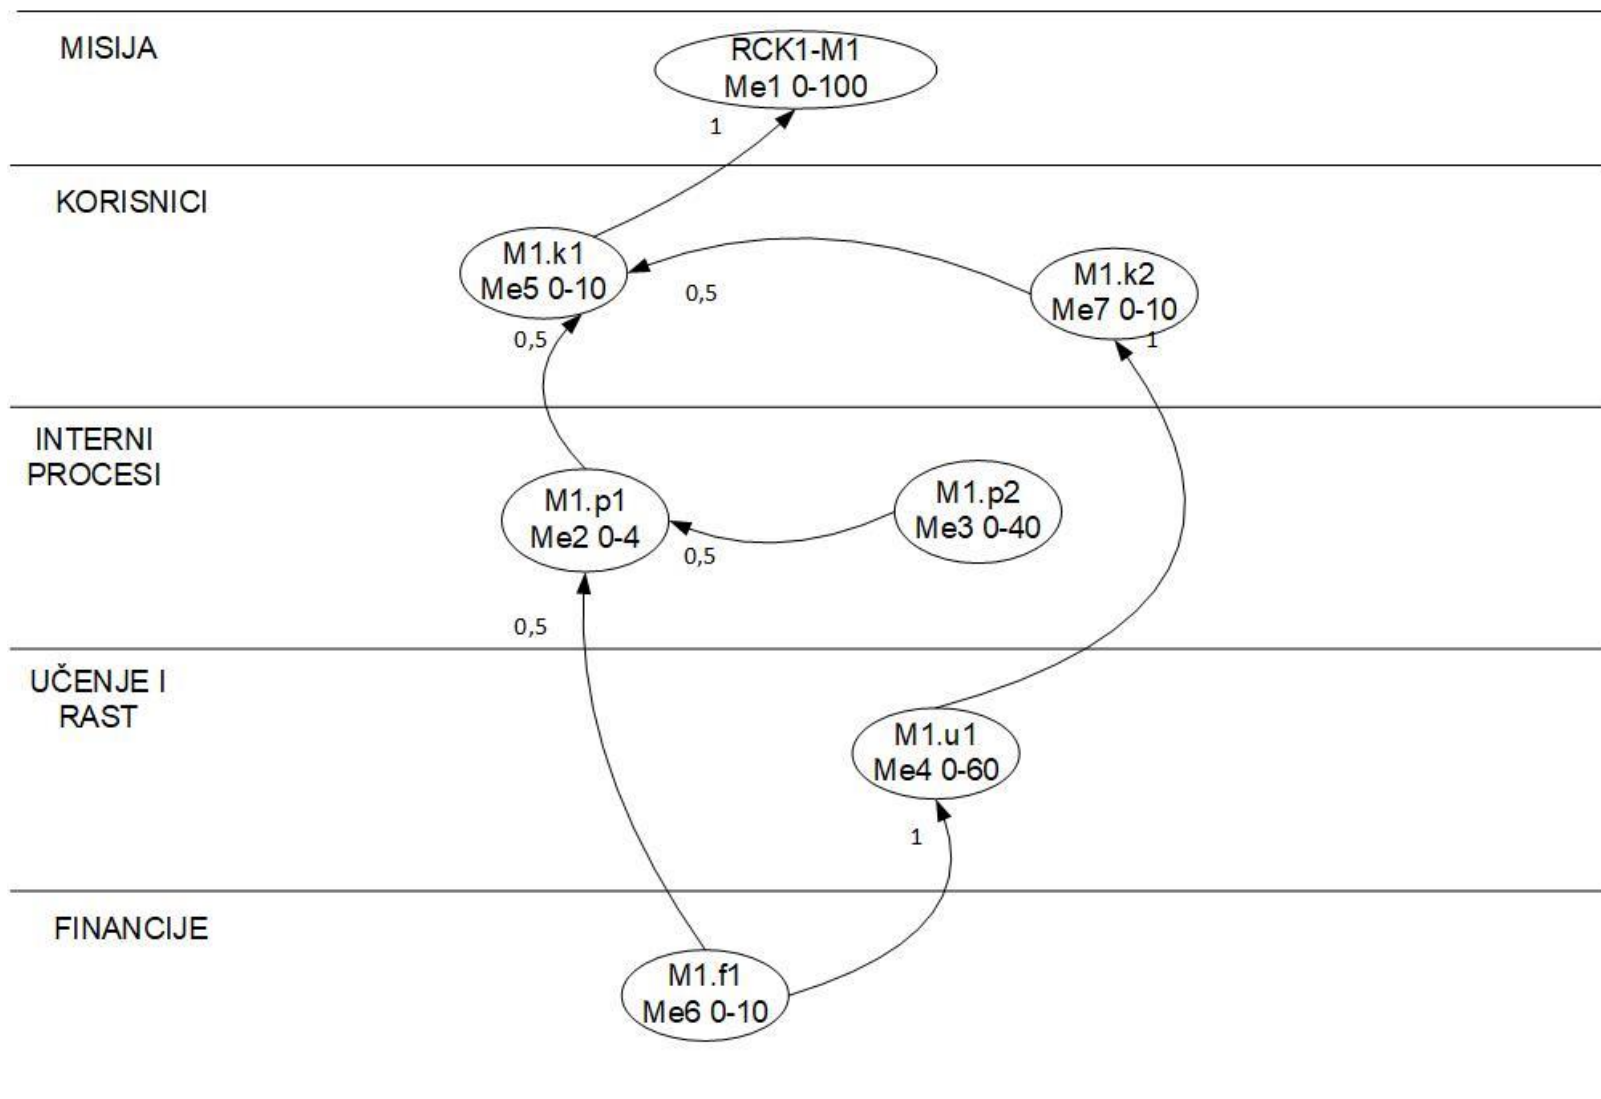 MISIJA
RCK1-M1
Me1 0-100
1
KORISNICI
M1.k1
Me5 0-10
0,5
M1.k2
Me7 0-10
1
0,5
INTERNI
PROCESI
M1.p1
Me2 0-4
0,5
M1.p2
Me3 0-40
0,5
UČENJE I
RAST
M1.u1
Me4 0-60
1
FINANCIJE
M1.f1
Me6 0-10